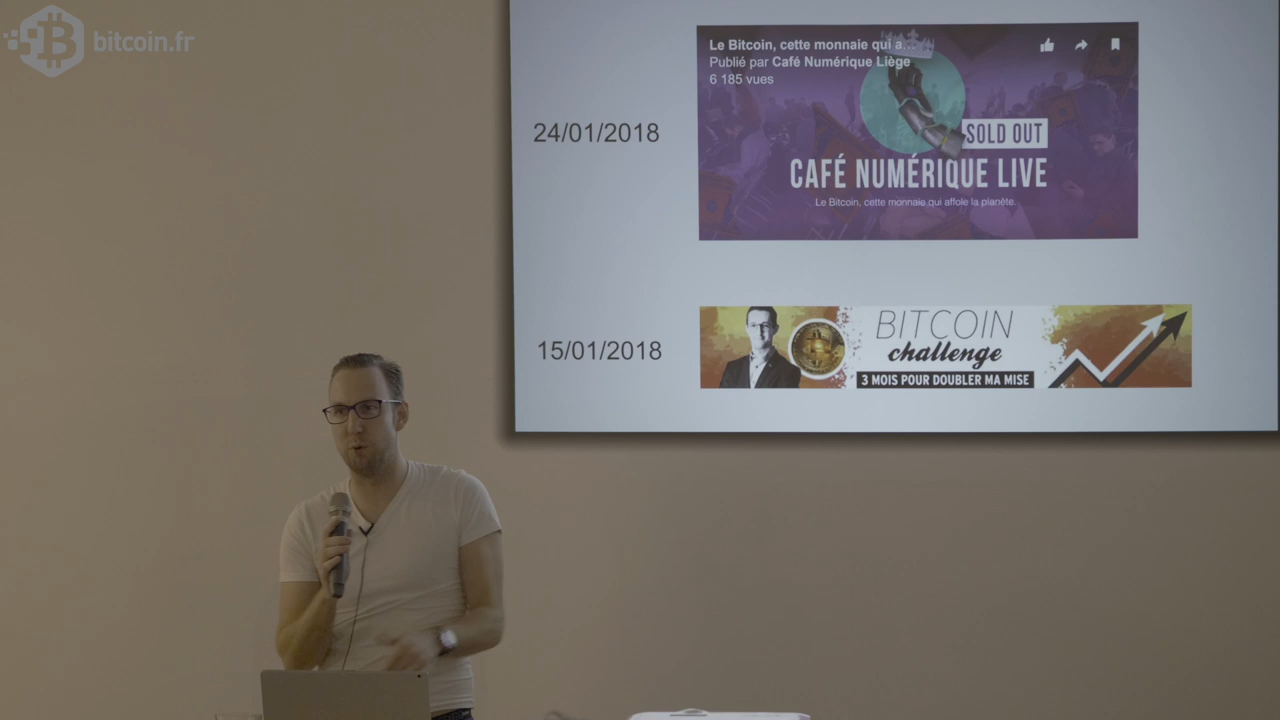 bitcoin.fr
Le Bitcoin, cette monnaie qui a...
Publié par Café Numérique Liège
6 185 vues
24/01/2018
SOLD OUT
CAFÉ NUMÉRIQUE LIVE
Le Bitcoin, cette monnaie qui affole la planète.
15/01/2018
BITCOIN
challenge
3 MOIS POUR DOUBLER MA MISE